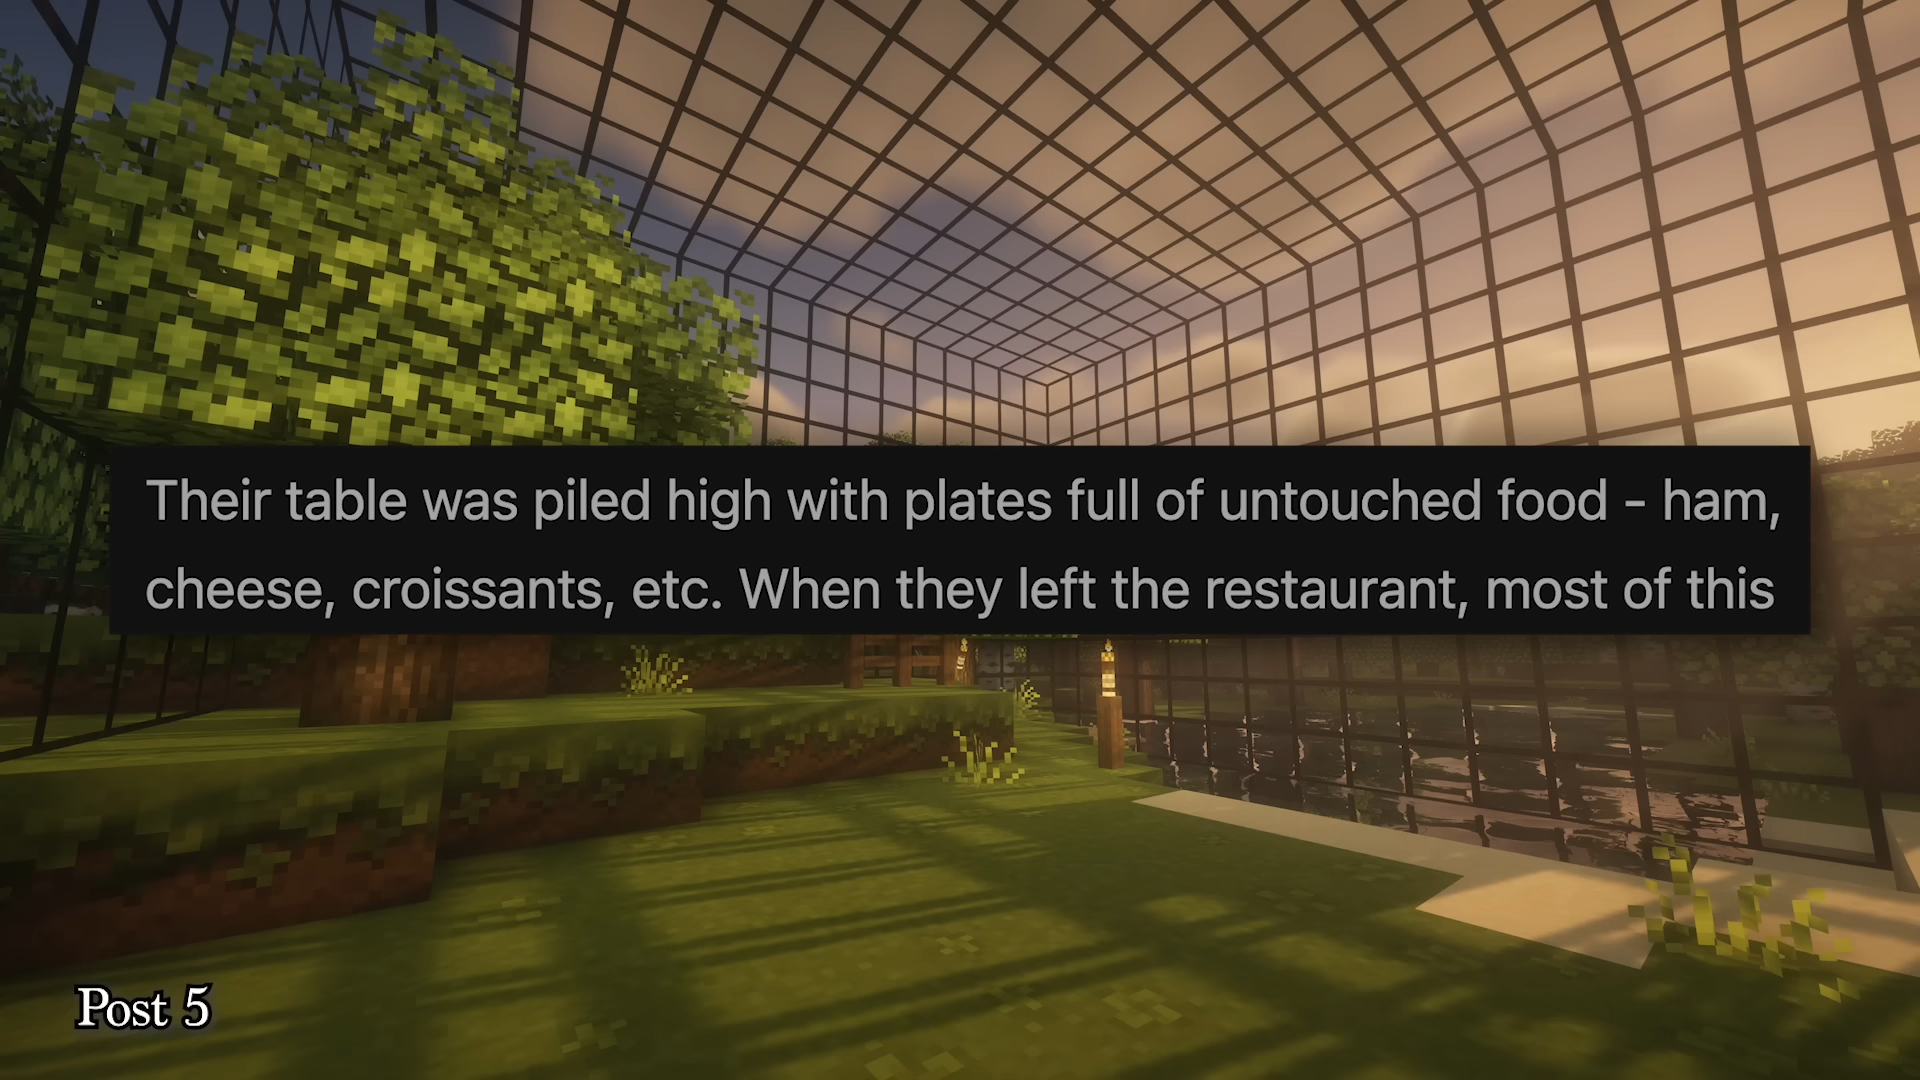 Their table was piled high with plates full of untouched food - ham,
cheese, croissants, etc. When they left the restaurant, most of this
Post 5